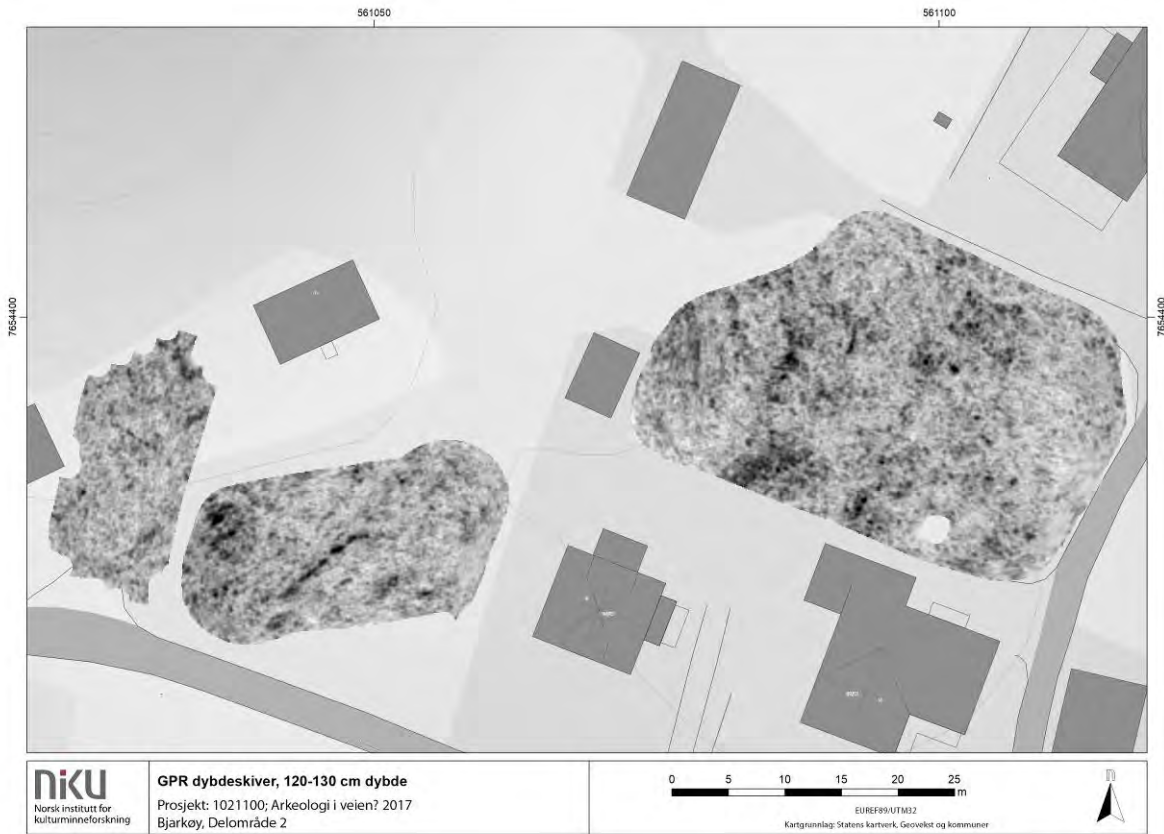 561050
561100
7654400
7654400
niku
Norsk institutt for
kulturminneforskning
GPR dybdeskiver, 120-130 cm dybde
Prosjekt: 1021100; Arkeologi i veien? 2017
Bjarkøy, Delområde 2
0 5 10 15 20 25
m
EUREF89/UTM32
Kartgrunnlag: Statens kartverk, Geovekst og kommuner
n